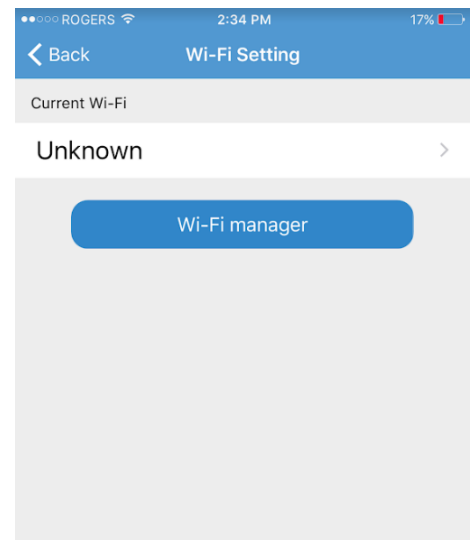 ROGERS 2:34 PM 17%
Back Wi-Fi Setting
Current Wi-Fi
Unknown
Wi-Fi manager